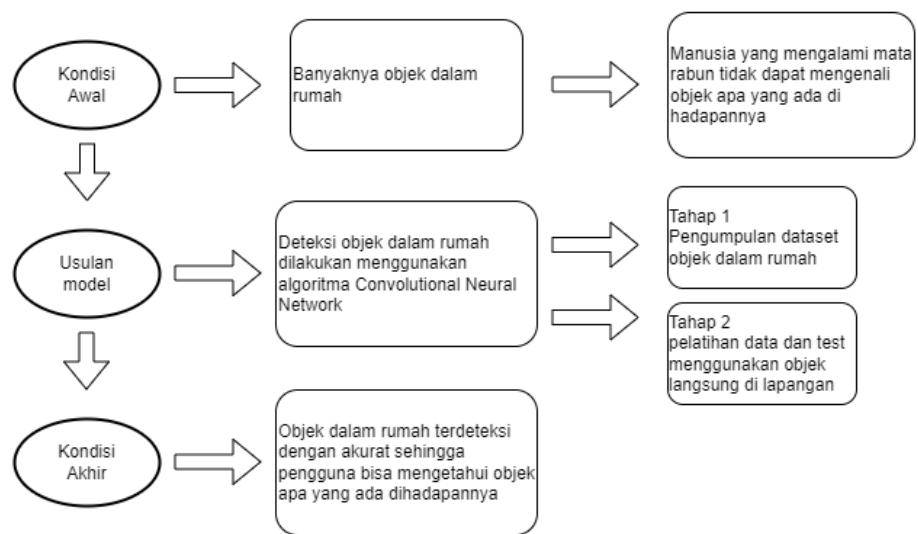 Kondisi
Awal
Banyaknya objek dalam
rumah
Manusia yang mengalami mata
rabun tidak dapat mengenali
objek apa yang ada di
hadapannya
Usulan
model
Deteksi objek dalam rumah
dilakukan menggunakan
algoritma Convolutional Neural
Network
Tahap 1
Pengumpulan dataset
objek dalam rumah
Tahap 2
pelatihan data dan test
menggunakan objek
langsung di lapangan
Kondisi
Akhir
Objek dalam rumah terdeteksi
dengan akurat sehingga
pengguna bisa mengetahui objek
apa yang ada dihadapannya